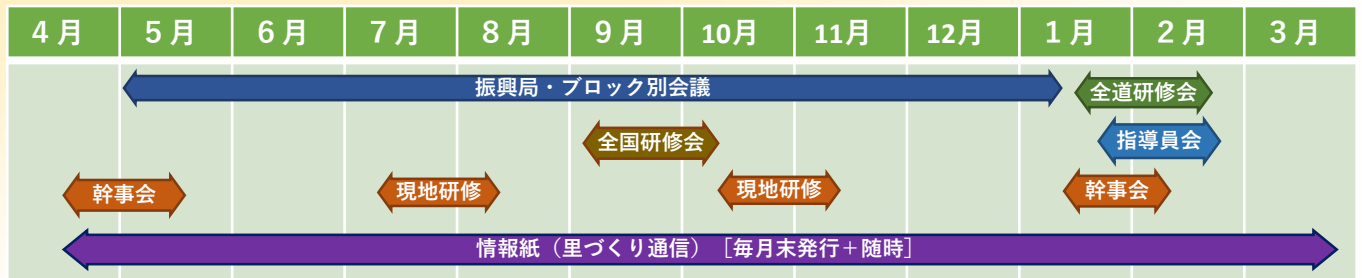 4月 5月 6月 7月 8月 9月 10月 11月 12月 1月 2月 3月
振興局・ブロック別会議
全道研修会
全国研修会
指導員会
幹事会
現地研修
現地研修
幹事会
情報紙（里づくり通信）［毎月末発行＋随時］